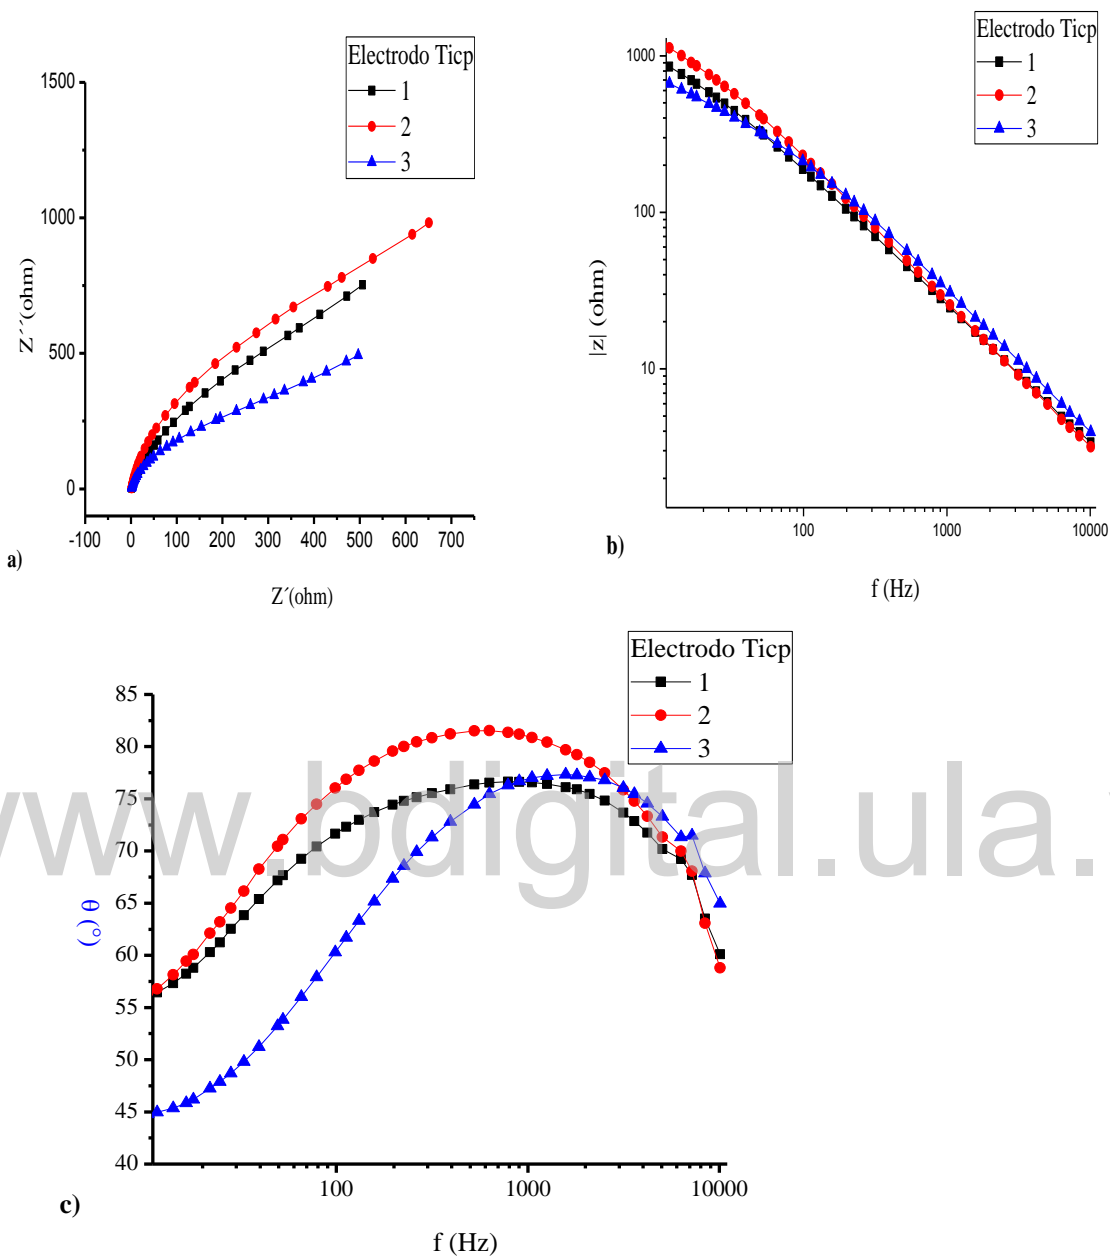 Electrodo Ticp
1
2
3
1500
1000
500
0
Z´´(ohm)
-100 0 100 200 300 400 500 600 700
a)
Z´(ohm)
Electrodo Ticp
1
2
3
1000
100
10
|z| (ohm)
100 1000 10000
b)
f (Hz)
Electrodo Ticp
1
2
3
85
80
75
70
65
60
55
50
45
40
θ (°)
100 1000 10000
c)
f (Hz)
www.bdigital.ula.